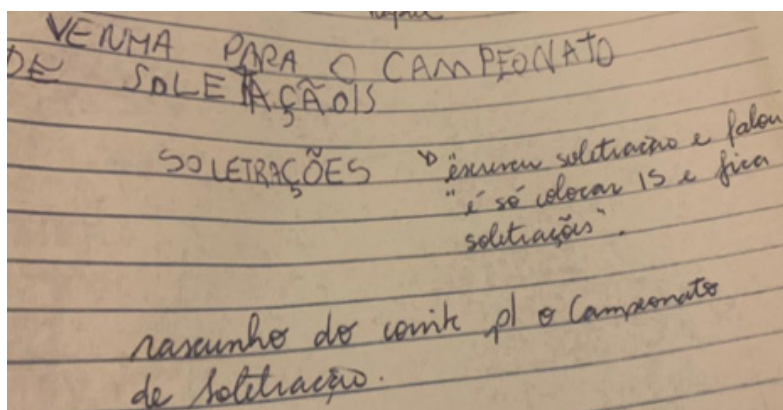 VENMA PARA O CAMPEONATO
DE SOLETAÇÃOIS
SOLETRAÇÕES
"escreveu soletração e falou
"é só colocar IS e fica
soletrações".
rascunho do convite p/ o Campeonato
de Soletração.